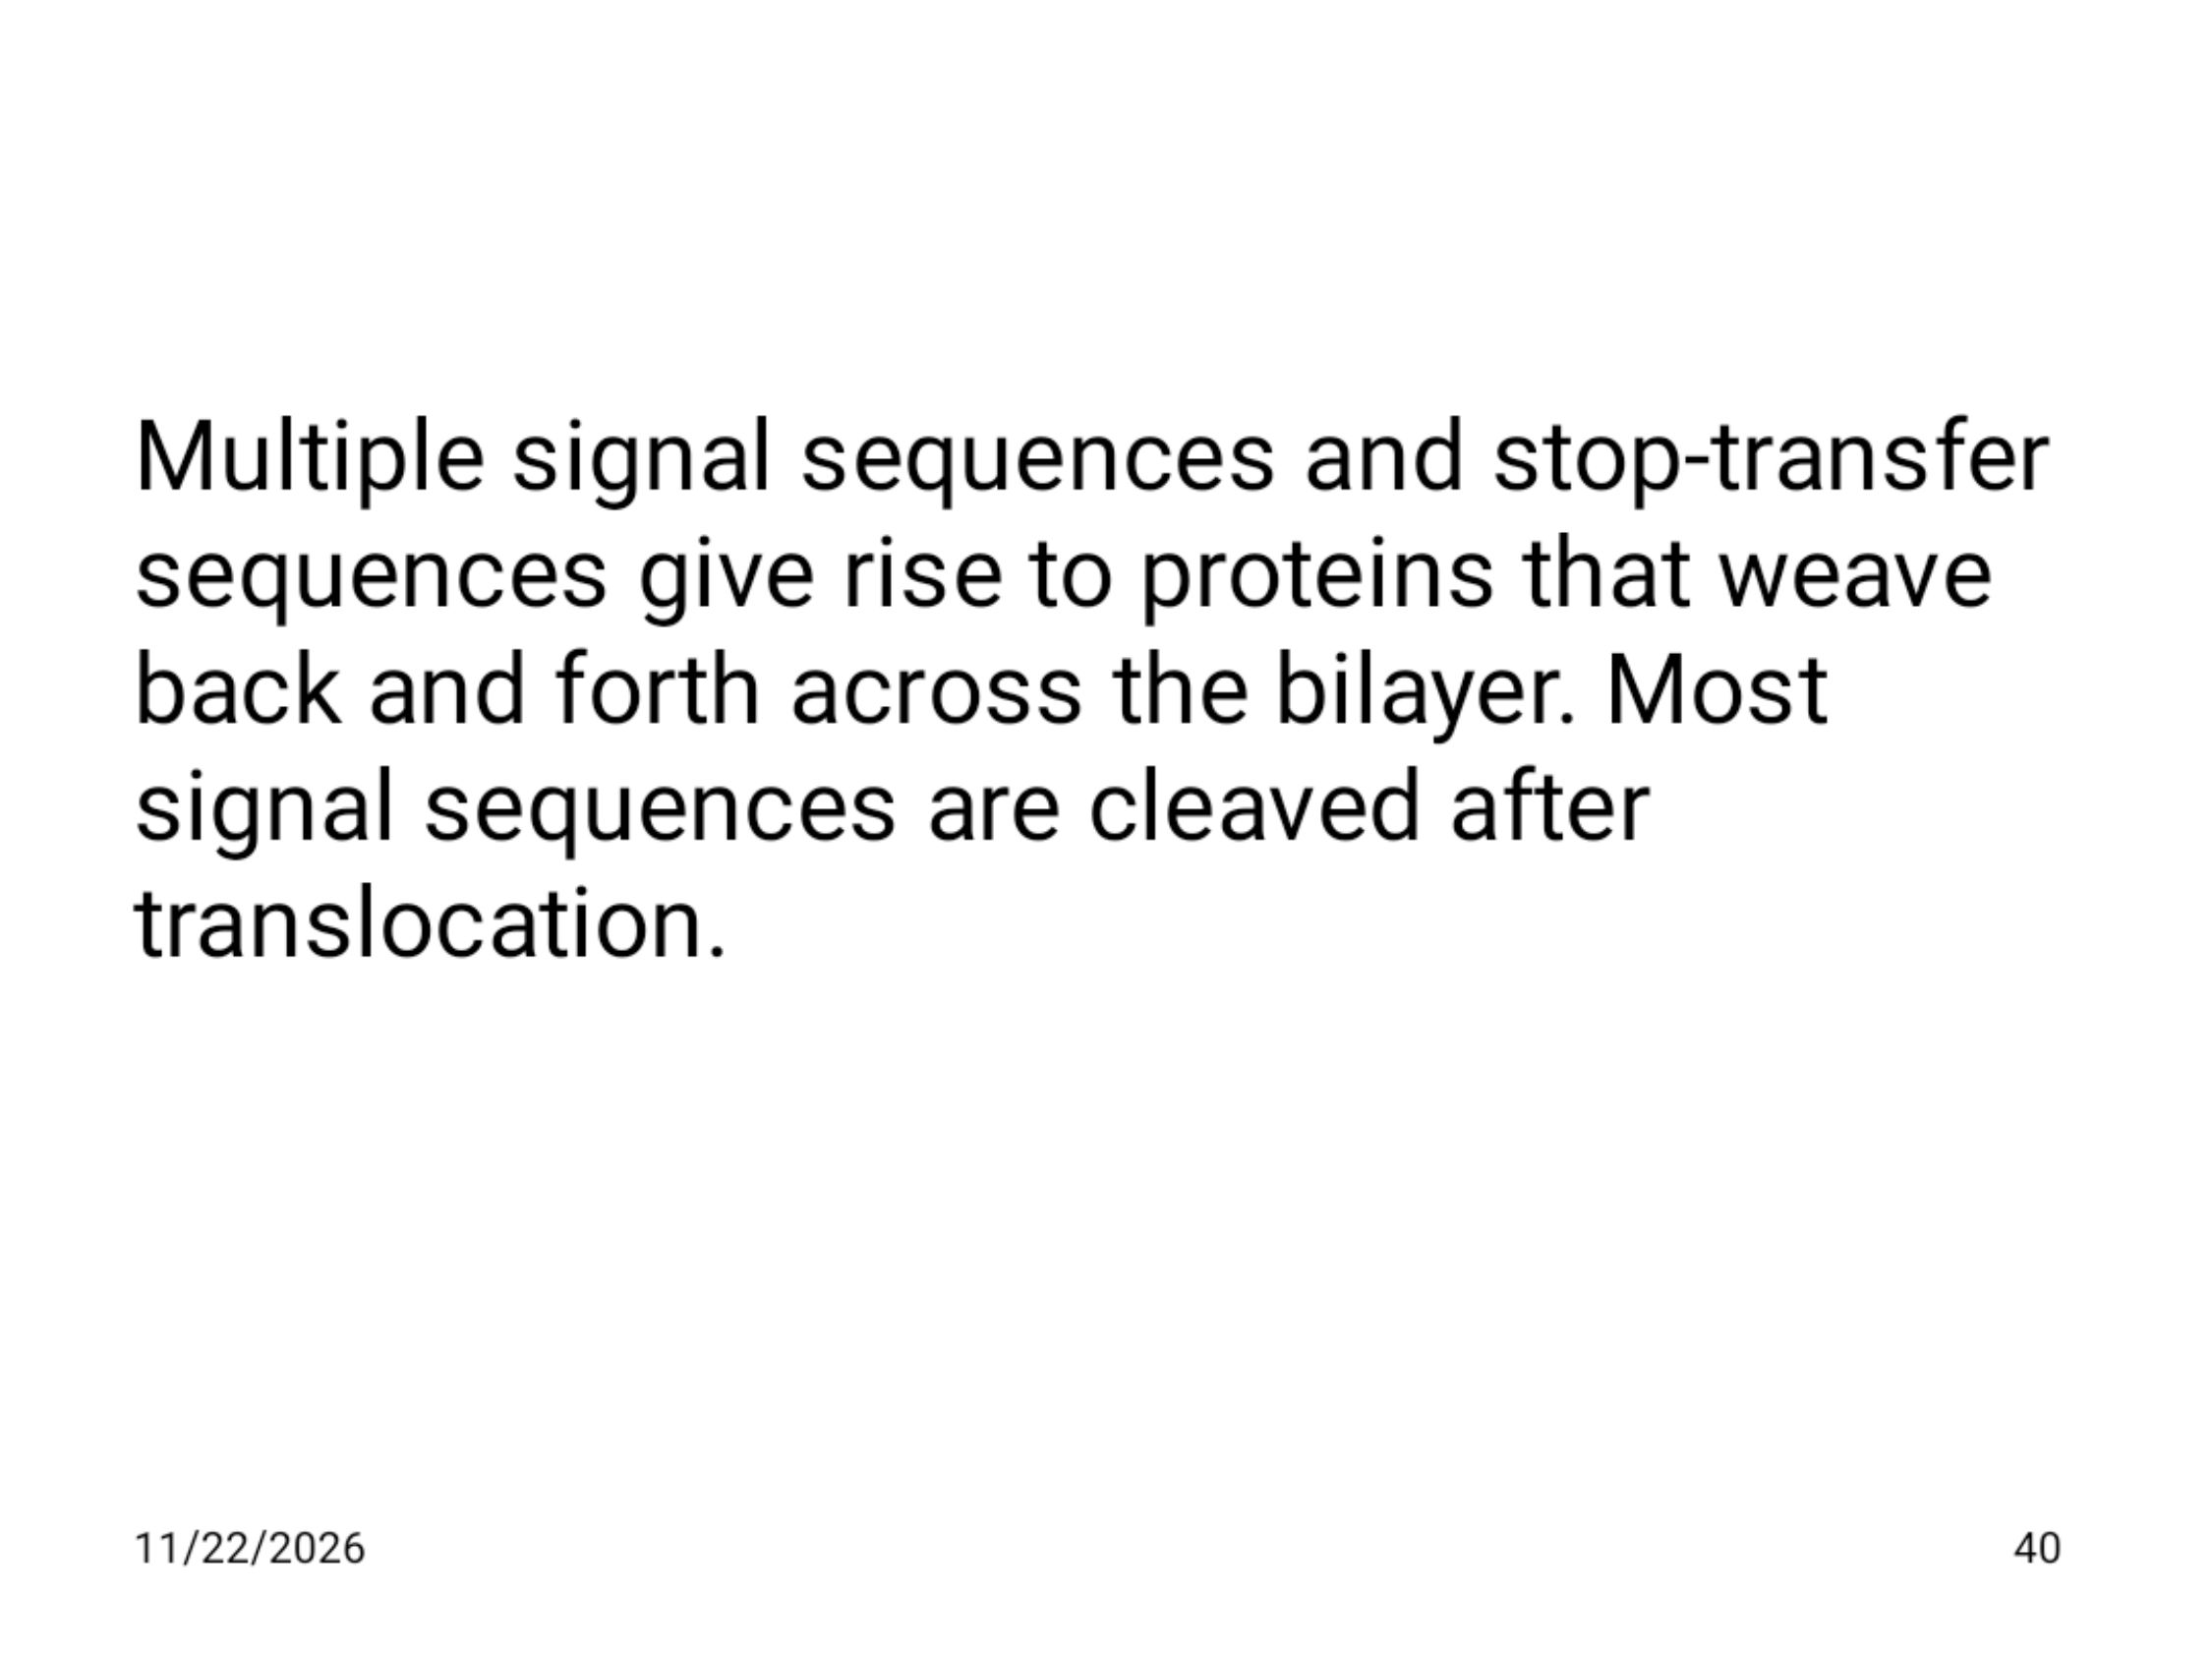 Multiple signal sequences and stop-transfer
sequences give rise to proteins that weave
back and forth across the bilayer. Most
signal sequences are cleaved after
translocation.
11/22/2026
40